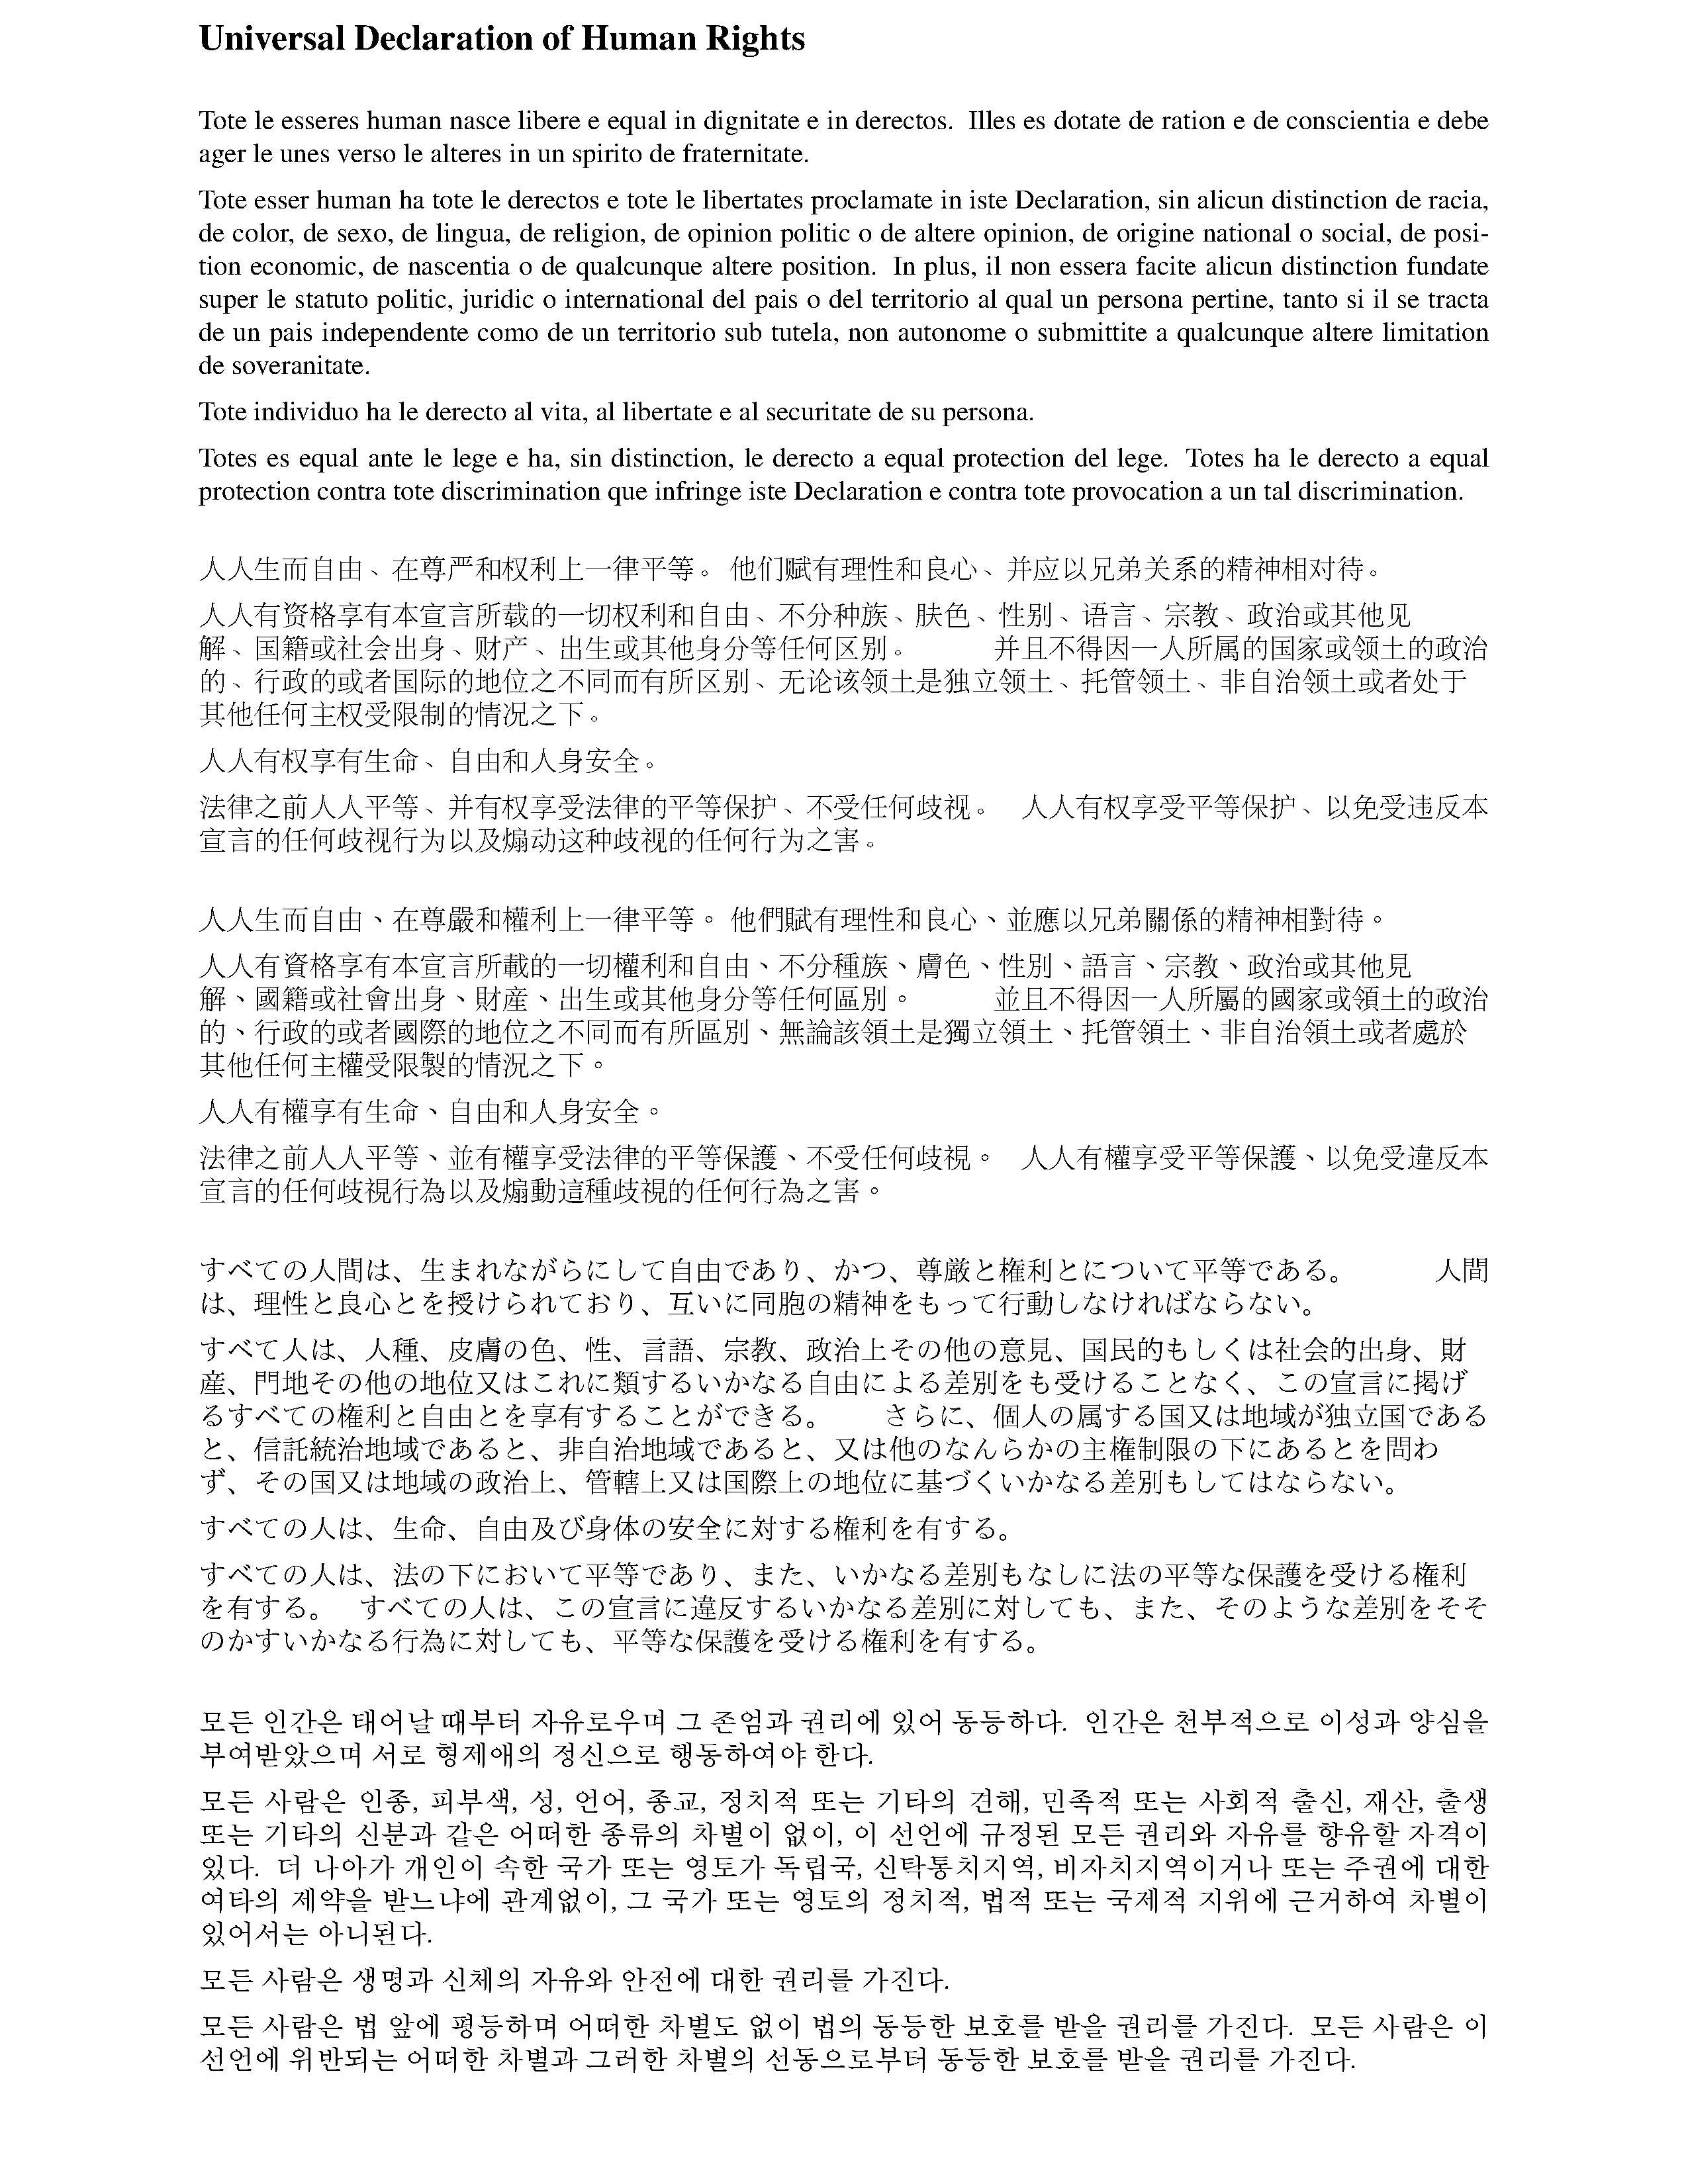 Universal Declaration of Human Rights
Tote le esseres human nasce libere e equal in dignitate e in derectos. Illes es dotate de ration e de conscientia e debe
ager le unes verso le alteres in un spirito de fraternitate.
Tote esser human ha tote le derectos e tote le libertates proclamate in iste Declaration, sin alicun distinction de racia,
de color, de sexo, de lingua, de religion, de opinion politic o de altere opinion, de origine national o social, de posi-
tion economic, de nascentia o de qualcunque altere position. In plus, il non essera facite alicun distinction fundate
super le statuto politic, juridic o international del pais o del territorio al qual un persona pertine, tanto si il se tracta
de un pais independente como de un territorio sub tutela, non autonome o submittite a qualcunque altere limitation
de soveranitate.
Tote individuo ha le derecto al vita, al libertate e al securitate de su persona.
Totes es equal ante le lege e ha, sin distinction, le derecto a equal protection del lege. Totes ha le derecto a equal
protection contra tote discrimination que infringe iste Declaration e contra tote provocation a un tal discrimination.
人人生而自由、在尊严和权利上一律平等。 他们赋有理性和良心、并应以兄弟关系的精神相对待。
人人有资格享有本宣言所载的一切权利和自由、不分种族、肤色、性别、语言、宗教、政治或其他见
解、国籍或社会出身、财产、出生或其他身分等任何区别。 并且不得因一人所属的国家或领土的政治
的、行政的或者国际的地位之不同而有所区别、无论该领土是独立领土、托管领土、非自治领土或者处于
其他任何主权受限制的情况之下。
人人有权享有生命、自由和人身安全。
法律之前人人平等、并有权享受法律的平等保护、不受任何歧视。 人人有权享受平等保护、以免受违反本
宣言的任何歧视行为以及煽动这种歧视的任何行为之害。
人人生而自由、在尊嚴和權利上一律平等。 他們賦有理性和良心、並應以兄弟關係的精神相對待。
人人有資格享有本宣言所載的一切權利和自由、不分種族、膚色、性別、語言、宗教、政治或其他見
解、國籍或社會出身、財産、出生或其他身分等任何區別。 並且不得因一人所屬的國家或領土的政治
的、行政的或者國際的地位之不同而有所區別、無論該領土是獨立領土、托管領土、非自治領土或者處於
其他任何主權受限製的情況之下。
人人有權享有生命、自由和人身安全。
法律之前人人平等、並有權享受法律的平等保護、不受任何歧視。 人人有權享受平等保護、以免受違反本
宣言的任何歧視行為以及煽動這種歧視的任何行為之害。
すべての人間は、生まれながらにして自由であり、かつ、尊厳と権利とについて平等である。 人間
は、理性と良心とを授けられており、互いに同胞の精神をもって行動しなければならない。
すべて人は、人種、皮膚の色、性、言語、宗教、政治上その他の意見、国民的もしくは社会的出身、財
産、門地その他の地位又はこれに類するいかなる自由による差別をも受けることなく、この宣言に掲げ
るすべての権利と自由とを享有することができる。 さらに、個人の属する国又は地域が独立国である
と、信託統治地域であると、非自治地域であると、又は他のなんらかの主権制限の下にあるとを問わ
ず、その国又は地域の政治上、管轄上又は国際上の地位に基づくいかなる差別もしてはならない。
すべての人は、生命、自由及び身体の安全に対する権利を有する。
すべての人は、法の下において平等であり、また、いかなる差別もなしに法の平等な保護を受ける権利
を有する。 すべての人は、この宣言に違反するいかなる差別に対しても、また、そのような差別をそそ
のかすいかなる行為に対しても、平等な保護を受ける権利を有する。
모든 인간은 태어날 때부터 자유로우며 그 존엄과 권리에 있어 동등하다. 인간은 천부적으로 이성과 양심을
부여받았으며 서로 형제애의 정신으로 행동하여야 한다.
모든 사람은 인종, 피부색, 성, 언어, 종교, 정치적 또는 기타의 견해, 민족적 또는 사회적 출신, 재산, 출생
또는 기타의 신분과 같은 어떠한 종류의 차별이 없이, 이 선언에 규정된 모든 권리와 자유를 향유할 자격이
있다. 더 나아가 개인이 속한 국가 또는 영토가 독립국, 신탁통치지역, 비자치지역이거나 또는 주권에 대한
여타의 제약을 받느냐에 관계없이, 그 국가 또는 영토의 정치적, 법적 또는 국제적 지위에 근거하여 차별이
있어서는 아니된다.
모든 사람은 생명과 신체의 자유와 안전에 대한 권리를 가진다.
모든 사람은 법 앞에 평등하며 어떠한 차별도 없이 법의 동등한 보호를 받을 권리를 가진다. 모든 사람은 이
선언에 위반되는 어떠한 차별과 그러한 차별의 선동으로부터 동등한 보호를 받을 권리를 가진다.